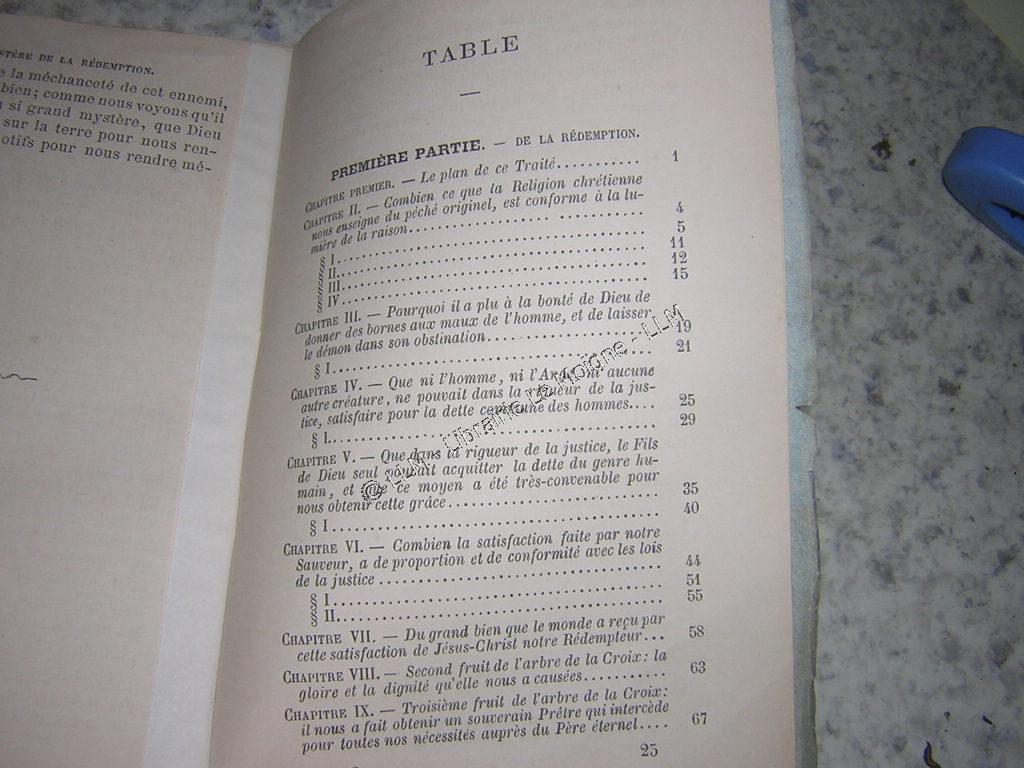 STÈRE DE LA RÉDEMPTION.
la méchanceté de cet ennemi,
bien; comme nous voyons qu'il
si grand mystère, que Dieu
sur la terre pour nous ren-
otifs pour nous rendre mé-
TABLE
—
PREMIÈRE PARTIE. — DE LA RÉDEMPTION.
CHAPITRE PREMIER. — Le plan de ce Traité........... 1
CHAPITRE II. — Combien ce que la Religion chrétienne
nous enseigne du péché originel, est conforme à la lu-
mière de la raison.................................... 4
§ I.................................... 5
§ II.................................... 11
§ III.................................... 12
§ IV.................................... 15
CHAPITRE III. — Pourquoi il a plu à la bonté de Dieu de
donner des bornes aux maux de l'homme, et de laisser
le démon dans son obstination.................... 19
§ I.................................... 21
CHAPITRE IV. — Que ni l'homme, ni l'Ange, ni aucune
autre créature, ne pouvait dans la rigueur de la jus-
tice, satisfaire pour la dette commune des hommes.... 25
§ I.................................... 29
CHAPITRE V. — Que dans la rigueur de la justice, le Fils
de Dieu seul pouvait acquitter la dette du genre hu-
main, et que ce moyen a été très-convenable pour
nous obtenir cette grâce............................ 35
§ I.................................... 40
CHAPITRE VI. — Combien la satisfaction faite par notre
Sauveur, a de proportion et de conformité avec les lois
de la justice.................................... 44
§ I.................................... 51
§ II.................................... 55
CHAPITRE VII. — Du grand bien que le monde a reçu par
cette satisfaction de Jésus-Christ notre Rédempteur... 58
CHAPITRE VIII. — Second fruit de l'arbre de la Croix: la
gloire et la dignité qu'elle nous a causées........... 63
CHAPITRE IX. — Troisième fruit de l'arbre de la Croix:
il nous a fait obtenir un souverain Prêtre qui intercède
pour toutes nos nécessités auprès du Père éternel.... 67
25
© LLM - Librairie Le Moigne - LLM